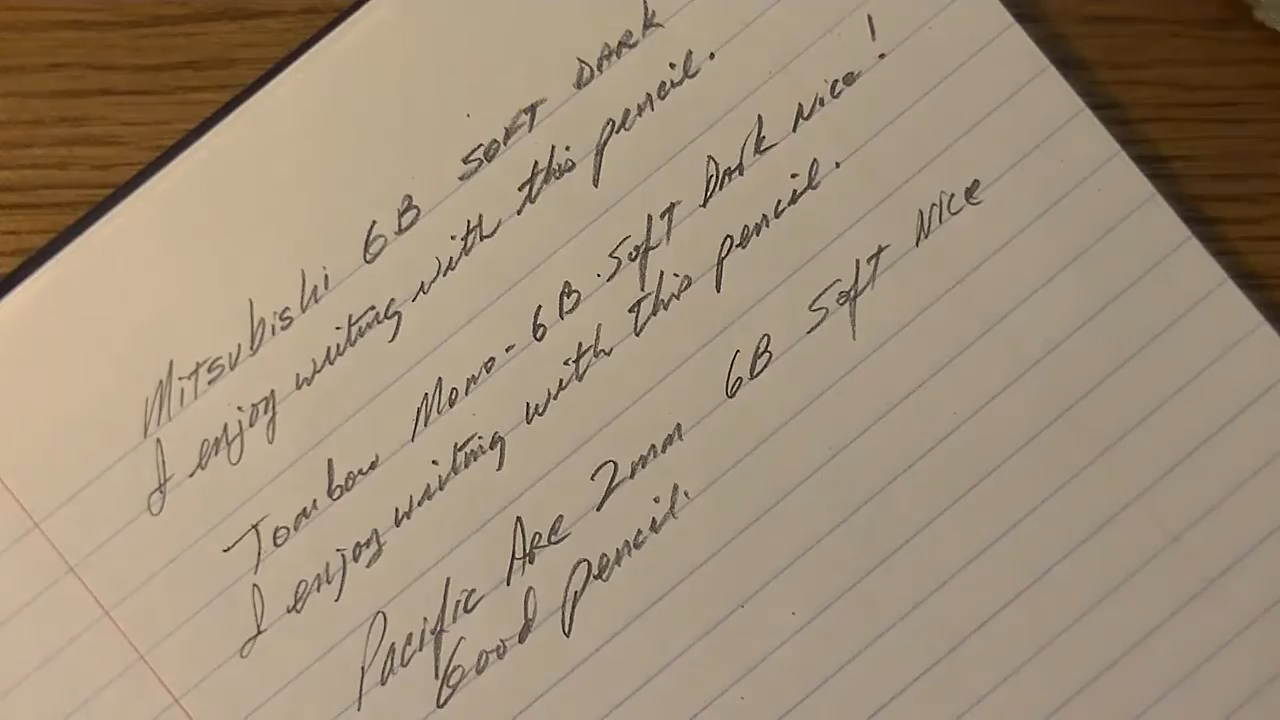 Mitsubishi 6B SOFT DARK
I enjoy writing with this pencil.
Tombow Mono - 6B . Soft Dark Nice!
I enjoy writing with this pencil.
Pacific Arc 2mm 6B Soft Nice
Good pencil.